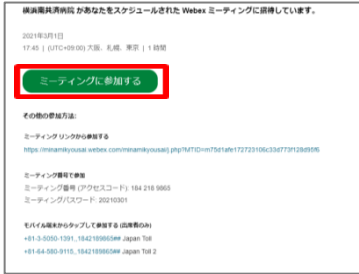 横浜南共済病院 があなたをスケジュールされた Webex ミーティングに招待しています。
2021年3月1日
17:45 | (UTC+09:00) 大阪、札幌、東京 | 1 時間
ミーティングに参加する
その他の参加方法:
ミーティング リンクから参加する
https://minamikyousai.webex.com/minamikyousai/j.php?MTID=m75d1afe172723106c33d773f128d95f6
ミーティング番号で参加
ミーティング番号 (アクセスコード): 184 218 9865
ミーティングパスワード: 20210301
モバイル端末からタップして参加する (出席者のみ)
+81-3-5050-1391,,1842189865## Japan Toll
+81-64-580-9115,,1842189865## Japan Toll 2